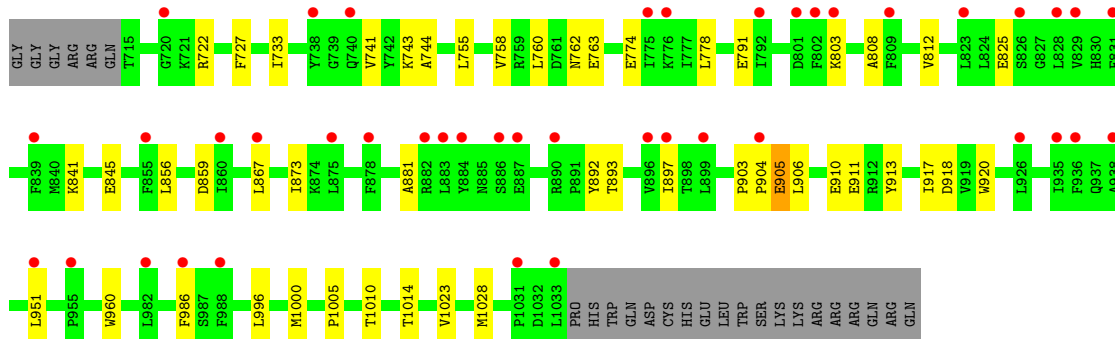 GLY GLY GLY ARG ARG GLN T715 G720 K721 R722 F727 I733 Y738 G739 Q740 V741 Y742 K743 A744 L755 V758 R759 L760 D761 N762 E763 E774 I775 K776 I777 L778 E791 I792 D801 F802 K803 A808 F809 V812 L823 L824 E825 S826 G827 L828 V829 H830
F839 M840 K841 E845 F855 L856 D859 I860 L867 I873 K874 L875 F878 A881 R882 L883 Y884 N885 S886 E887 R890 P891 Y892 T893 V896 I897 T898 L899 P903 P904 E905 L906 E910 E911 R912 Y913 I917 D918 V919 W920 L926 I935 F936 Q937
L951 P955 W960 L982 F986 S987 F988 L996 M1000 P1005 T1010 T1014 V1023 M1028 P1031 D1032 L1033 PRO HIS TRP GLN ASP CYS HIS GLU LEU TRP SER LYS LYS ARG ARG ARG GLN ARG GLN